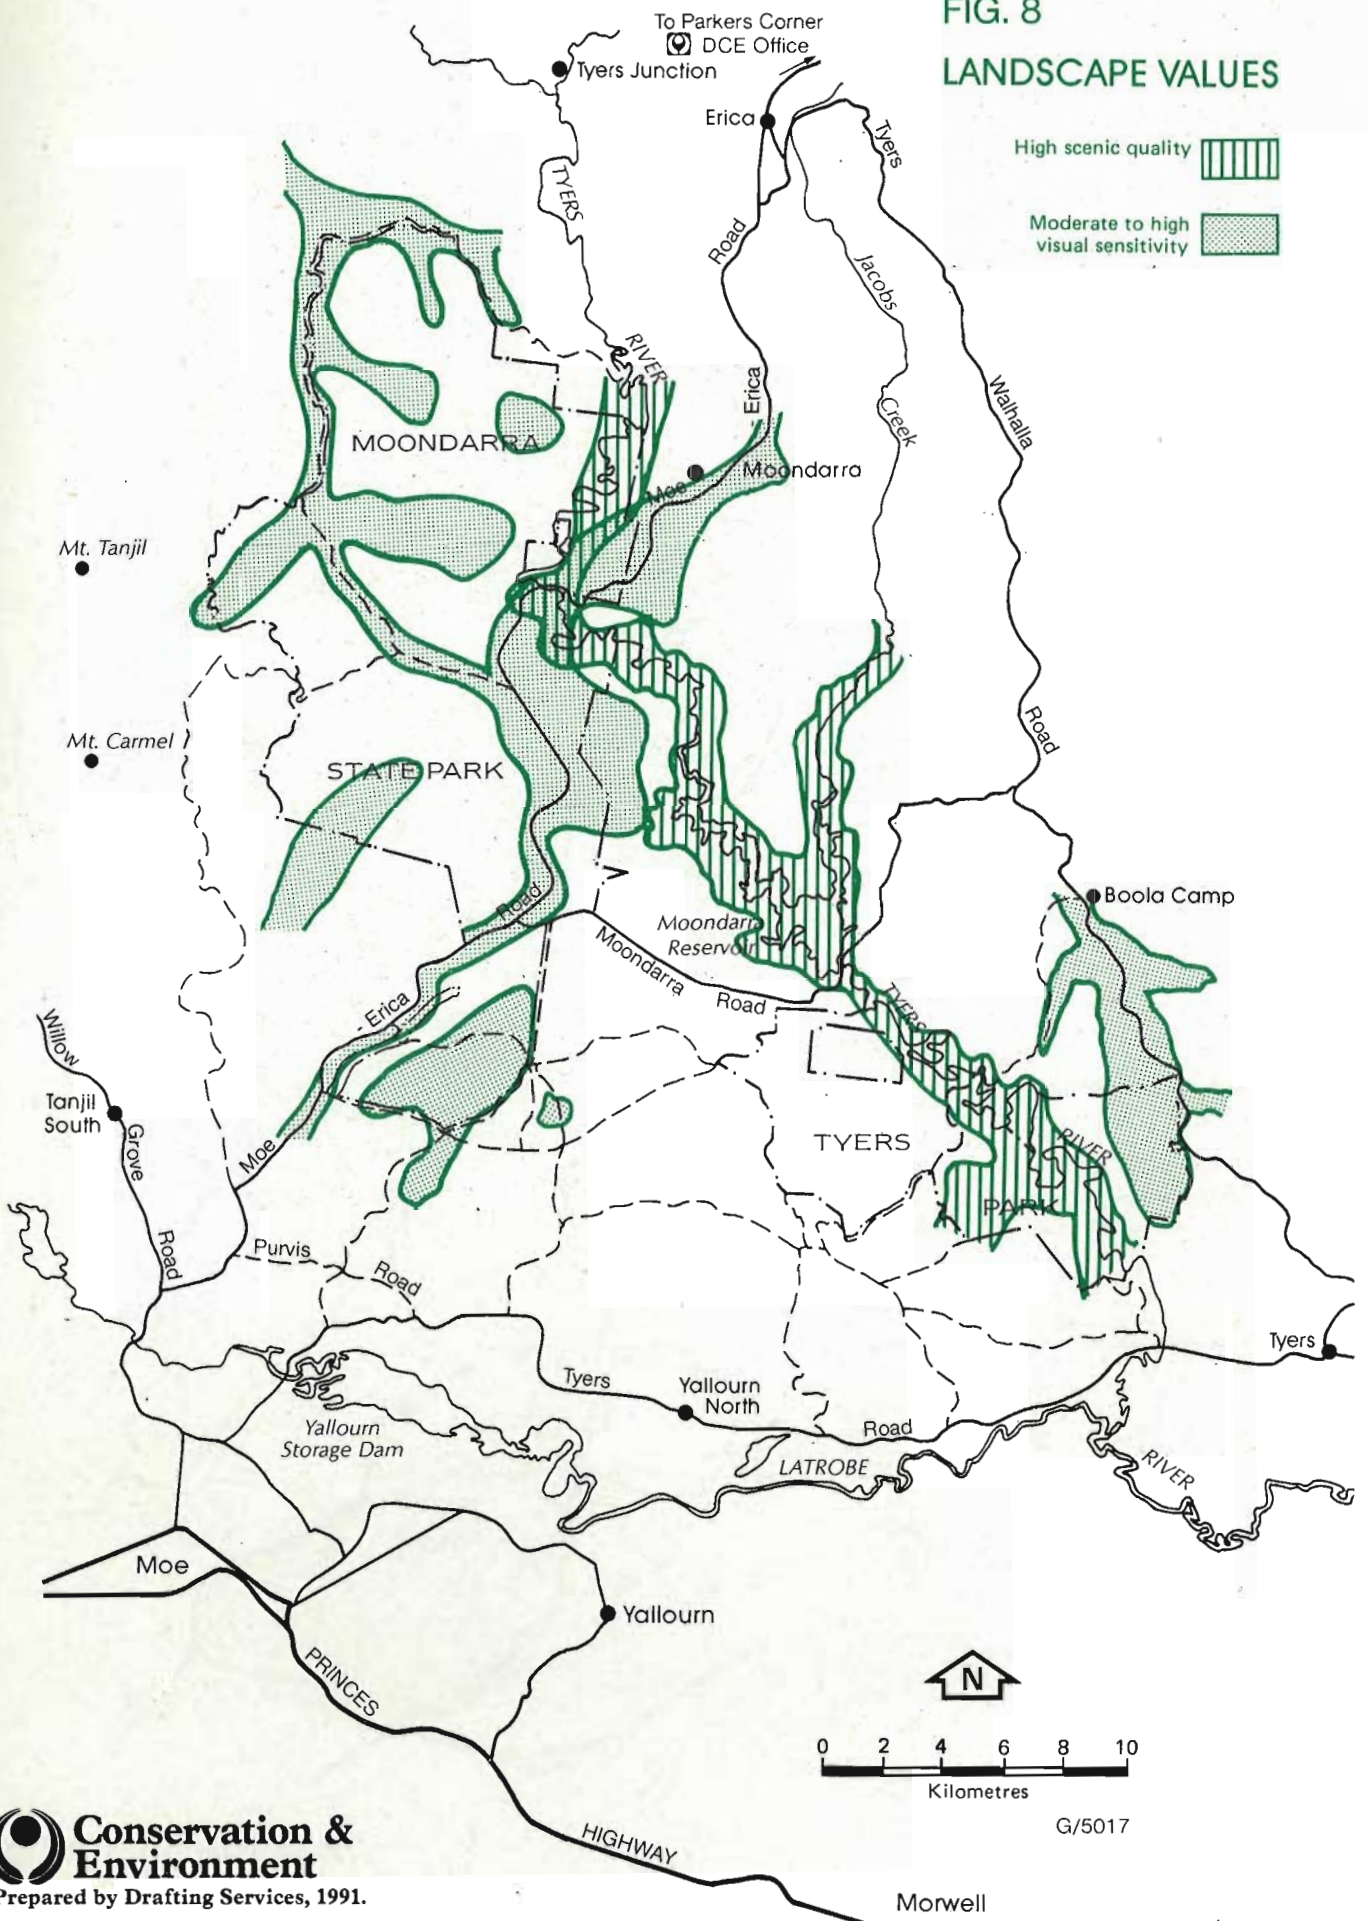 FIG. 8
LANDSCAPE VALUES
High scenic quality
Moderate to high
visual sensitivity
To Parkers Corner
DCE Office
Tyers Junction
Erica
Tyers
TYERS
Road
Jacobs
RIVER
Erica
Walhalla
Creek
MOONDARRA
Moondarra
Moe
Mt. Tanjil
Road
Mt. Carmel
STATE PARK
Road
Boola Camp
Moondarra
Reservoir
Moondarra
Road
TYERS
Erica
Willow
Tanjil
South
Grove
Moe
TYERS
RIVER
PARK
Road
Purvis
Road
Tyers
Tyers
Yallourn
North
Road
Yallourn
Storage Dam
LATROBE
RIVER
Moe
Yallourn
PRINCES
N
0 2 4 6 8 10
Kilometres
G/5017
Conservation &
Environment
Prepared by Drafting Services, 1991.
HIGHWAY
Morwell